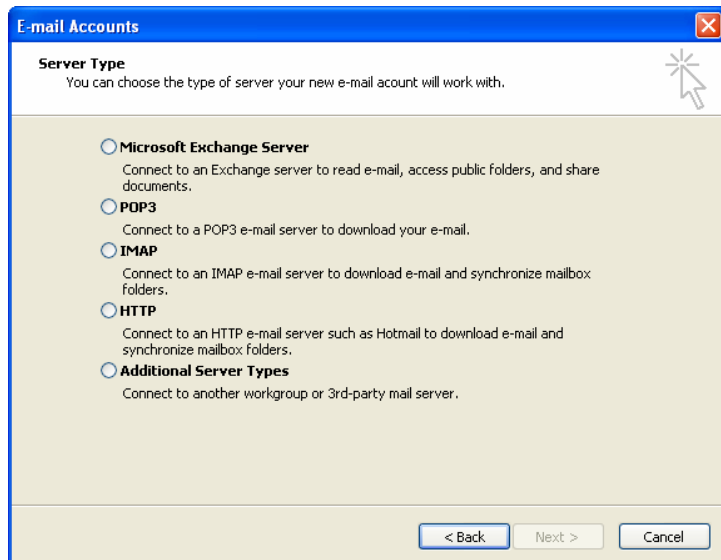 E-mail Accounts
Server Type
You can choose the type of server your new e-mail acount will work with.
Microsoft Exchange Server
Connect to an Exchange server to read e-mail, access public folders, and share
documents.
POP3
Connect to a POP3 e-mail server to download your e-mail.
IMAP
Connect to an IMAP e-mail server to download e-mail and synchronize mailbox
folders.
HTTP
Connect to an HTTP e-mail server such as Hotmail to download e-mail and
synchronize mailbox folders.
Additional Server Types
Connect to another workgroup or 3rd-party mail server.
< Back Next > Cancel